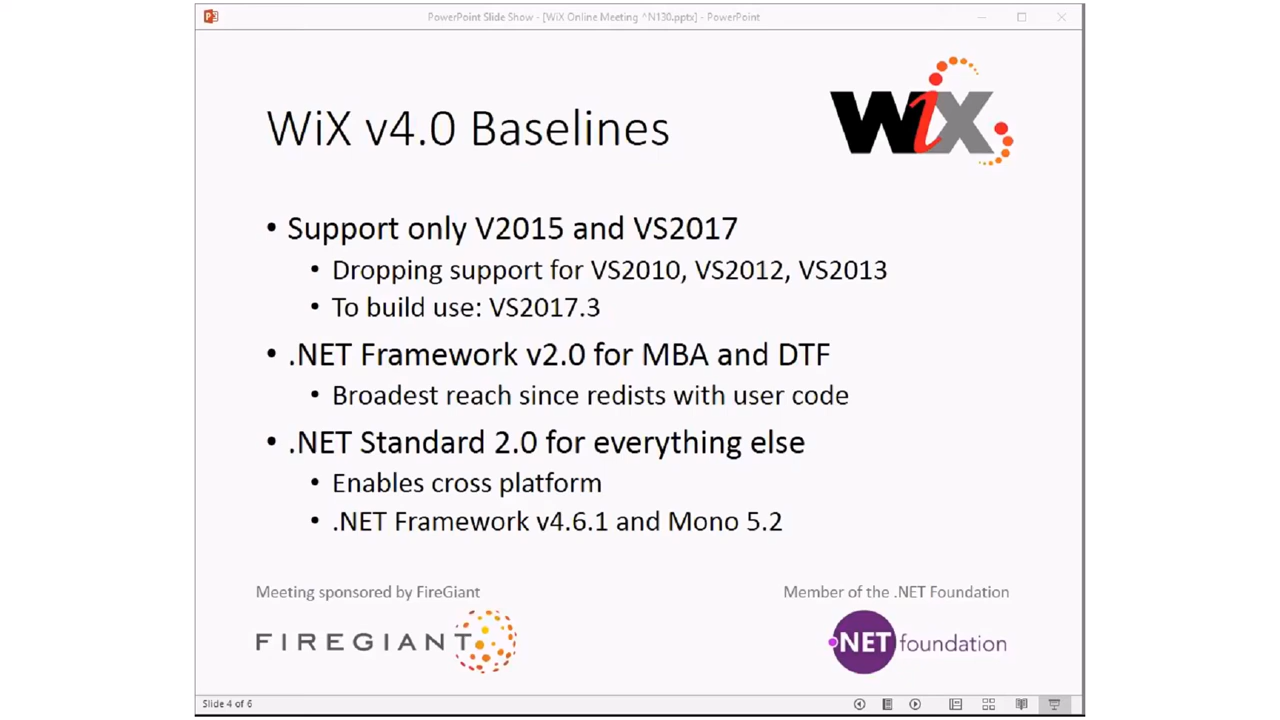 PowerPoint Slide Show - [WiX Online Meeting ^N130.pptx] - PowerPoint
WiX
WiX v4.0 Baselines
• Support only V2015 and VS2017
• Dropping support for VS2010, VS2012, VS2013
• To build use: VS2017.3
• .NET Framework v2.0 for MBA and DTF
• Broadest reach since redists with user code
• .NET Standard 2.0 for everything else
• Enables cross platform
• .NET Framework v4.6.1 and Mono 5.2
Meeting sponsored by FireGiant
Member of the .NET Foundation
FIREGIANT
.NET foundation
Slide 4 of 6